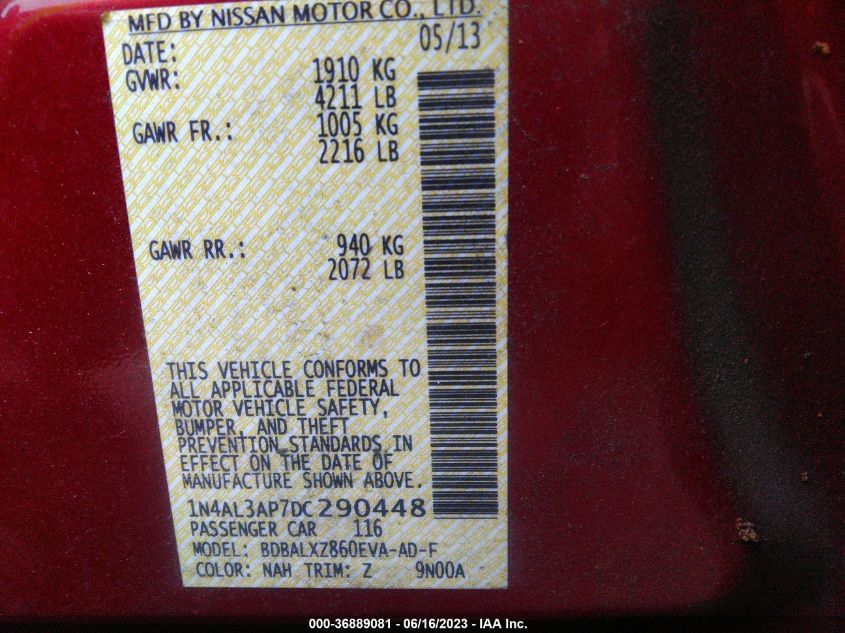 MFD BY NISSAN MOTOR CO., LTD.
DATE: 05/13
GVWR: 1910 KG
4211 LB
GAWR FR.: 1005 KG
2216 LB
GAWR RR.: 940 KG
2072 LB
THIS VEHICLE CONFORMS TO
ALL APPLICABLE FEDERAL
MOTOR VEHICLE SAFETY,
BUMPER, AND THEFT
PREVENTION STANDARDS IN
EFFECT ON THE DATE OF
MANUFACTURE SHOWN ABOVE.
1N4AL3AP7DC290448
PASSENGER CAR 116
MODEL: BDBALXZ860EVA-AD-F
COLOR: NAH TRIM: Z 9N00A
000-36889081 - 06/16/2023 - IAA Inc.